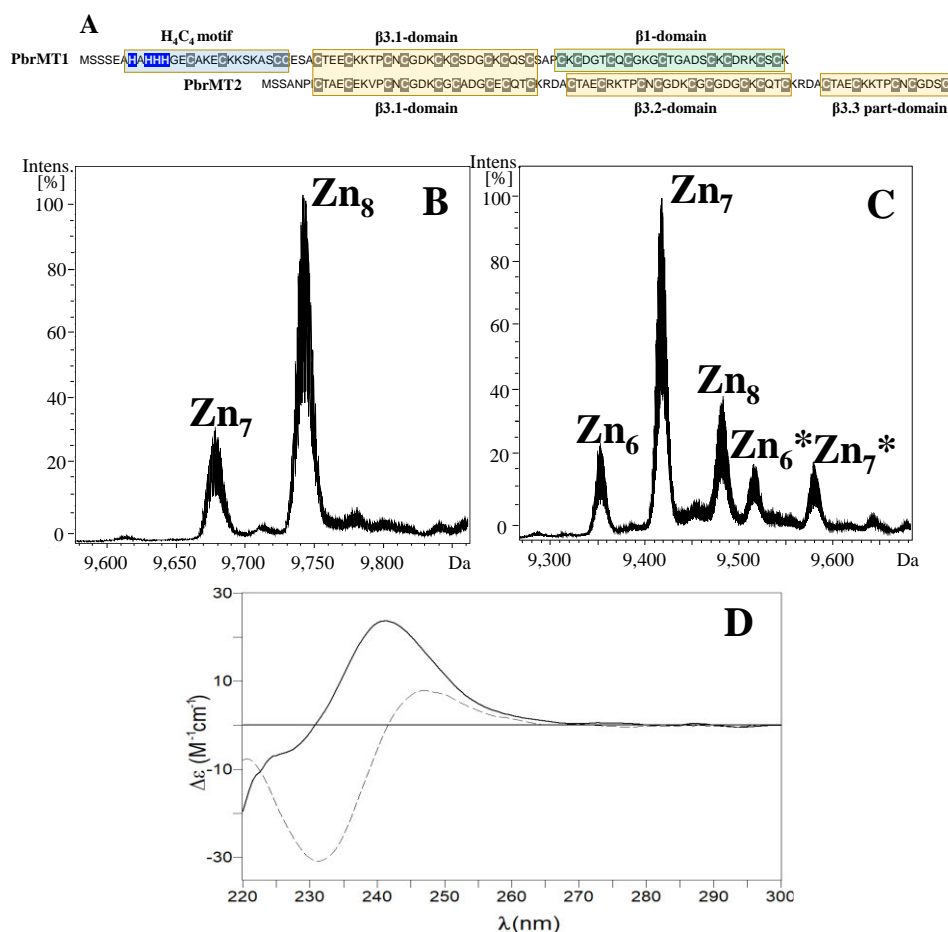 A
H₄C₄ motif β3.1-domain β1-domain
PbrMT1 MSSSEAHAHHHGECAKECKKSKASCCESACTEECKKTPCNCGDKCKCSDGCKCQSCSAPCKCDGTCQCGKGCTGADSCKCDRKCSCK
PbrMT2 MSSANPCTAECEKVPCNCGDKCGCADGCECQTCKRDACTAECRKTPCNCGDKCGCGDGCKCQTCKRDACTAECKKTPCNCGDSC
β3.1-domain β3.2-domain β3.3 part-domain
Intens.
[%]
100
80
60
40
20
0
Zn₈
B
Zn₇
9,600 9,650 9,700 9,750 9,800 Da
Intens.
[%]
100
80
60
40
20
0
Zn₇
C
Zn₈
Zn₆
Zn₆*
Zn₇*
9,300 9,400 9,500 9,600 Da
30
10
-10
-30
Δε (M⁻¹cm⁻¹)
D
220 230 240 250 260 270 280 290 300
λ(nm)